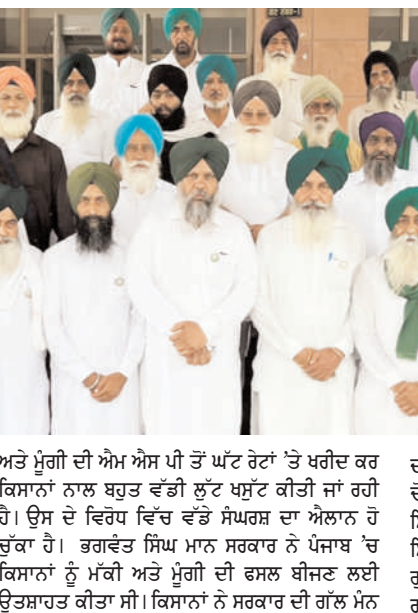 ਅਤੇ ਮੂੰਗੀ ਦੀ ਐਮ ਐਸ ਪੀ ਤੋਂ ਘੱਟ ਰੇਟਾਂ 'ਤੇ ਖਰੀਦ ਕਰ
ਕਿਸਾਨਾਂ ਨਾਲ ਬਹੁਤ ਵੱਡੀ ਲੁੱਟ ਖਸੁੱਟ ਕੀਤੀ ਜਾਂ ਰਹੀ
ਹੈ। ਉਸ ਦੇ ਵਿਰੋਧ ਵਿੱਚ ਵੱਡੇ ਸੰਘਰਸ਼ ਦਾ ਐਲਾਨ ਹੋ
ਚੁੱਕਾ ਹੈ। ਭਗਵੰਤ ਸਿੰਘ ਮਾਨ ਸਰਕਾਰ ਨੇ ਪੰਜਾਬ 'ਚ
ਕਿਸਾਨਾਂ ਨੂੰ ਮੱਕੀ ਅਤੇ ਮੂੰਗੀ ਦੀ ਫਸਲ ਬੀਜਣ ਲਈ
ਉਤਸ਼ਾਹਤ ਕੀਤਾ ਸੀ। ਕਿਸਾਨਾਂ ਨੇ ਸਰਕਾਰ ਦੀ ਗੱਲ ਮੰਨ